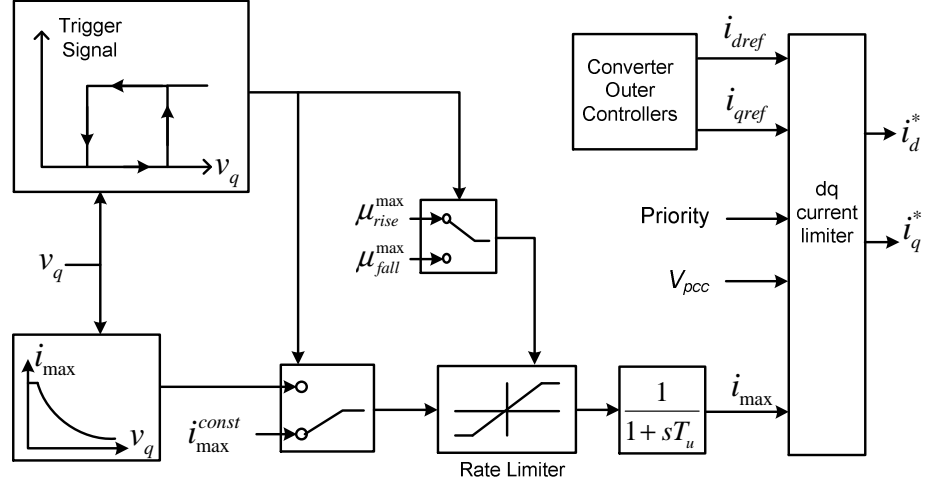 Trigger
Signal
v_q
v_q
i_max
v_q
i_max^const
μ_rise^max
μ_fall^max
Rate Limiter
1
1 + sT_u
i_max
Converter
Outer
Controllers
i_dref
i_qref
Priority
V_pcc
dq
current
limiter
i_d^*
i_q^*